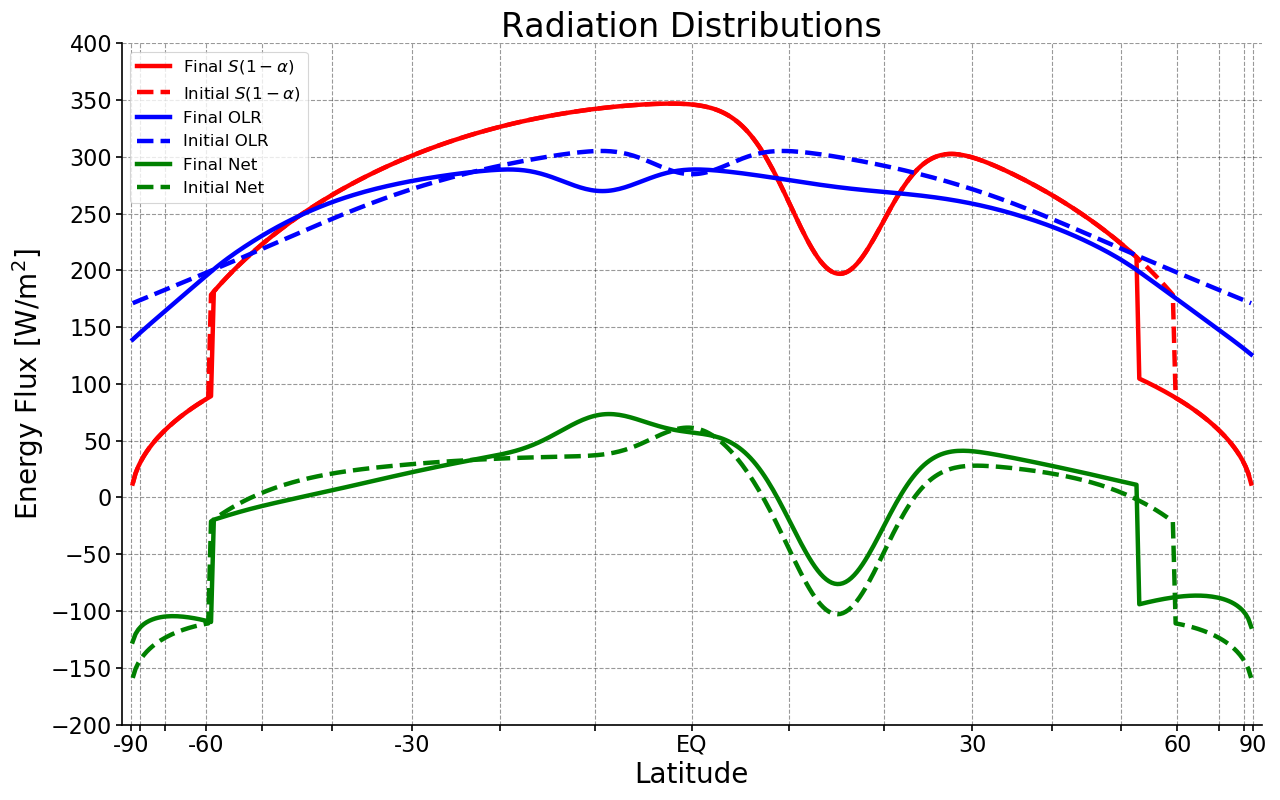 Radiation Distributions
400
350
300
250
200
150
100
50
0
−50
−100
−150
−200
Energy Flux [W/m²]
Final S(1 − α)
Initial S(1 − α)
Final OLR
Initial OLR
Final Net
Initial Net
-90 -60 -30 EQ 30 60 90
Latitude